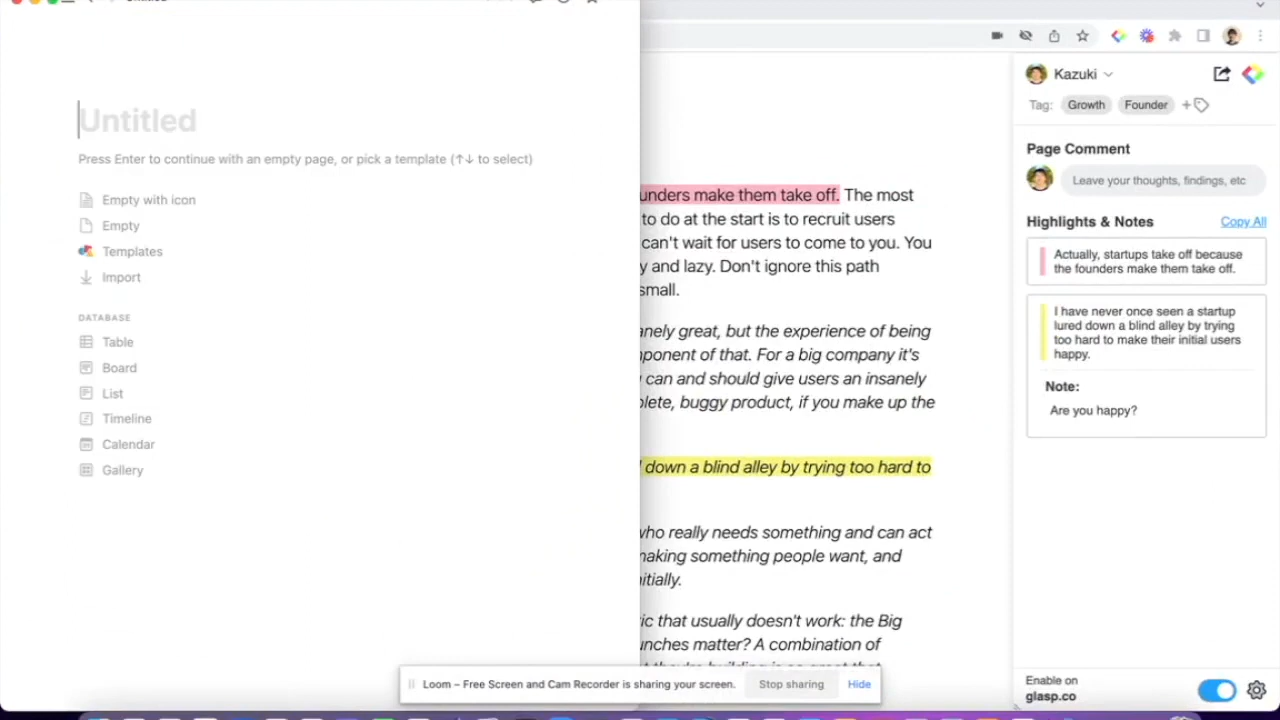 Untitled
Untitled
Press Enter to continue with an empty page, or pick a template (↑↓ to select)
Empty with icon
Empty
Templates
Import
DATABASE
Table
Board
List
Timeline
Calendar
Gallery
unders make them take off. The most
to do at the start is to recruit users
can't wait for users to come to you. You
y and lazy. Don't ignore this path
small.
nely great, but the experience of being
ponent of that. For a big company it's
can and should give users an insanely
lete, buggy product, if you make up the
down a blind alley by trying too hard to
who really needs something and can act
making something people want, and
nitially.
ic that usually doesn't work: the Big
unches matter? A combination of
Kazuki
Tag: Growth Founder +
Page Comment
Leave your thoughts, findings, etc
Highlights & Notes Copy All
Actually, startups take off because
the founders make them take off.
I have never once seen a startup
lured down a blind alley by trying
too hard to make their initial users
happy.
Note:
Are you happy?
Enable on
glasp.co
Loom – Free Screen and Cam Recorder is sharing your screen. Stop sharing Hide